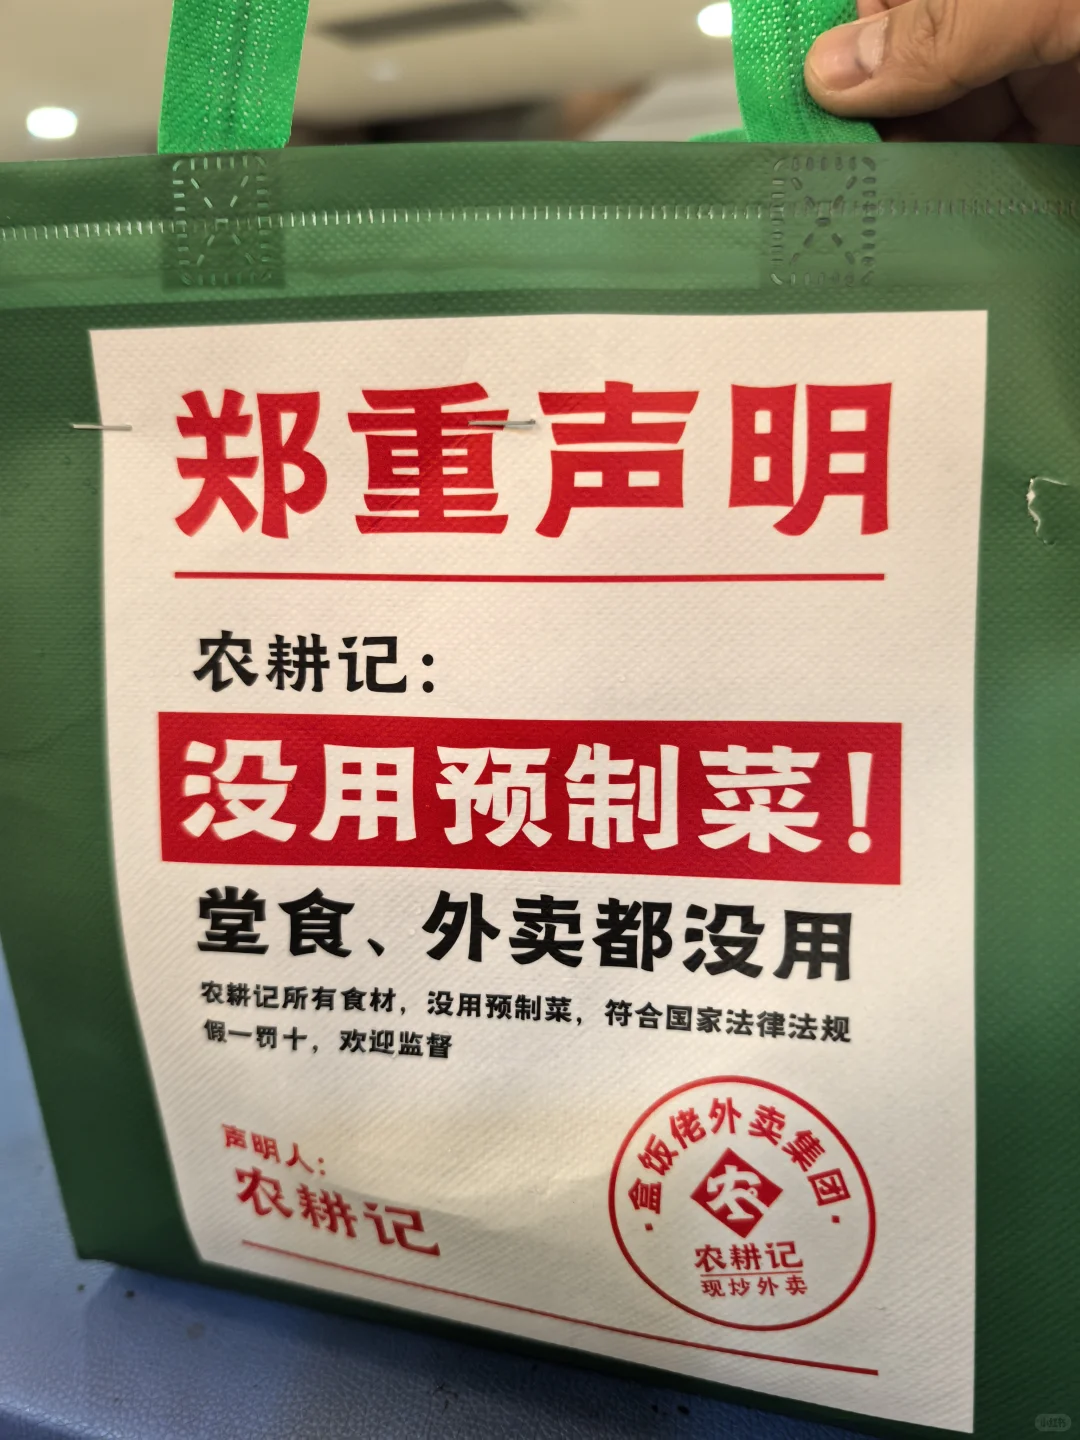 郑重声明
农耕记：
没用预制菜！
堂食、外卖都没用
农耕记所有食材，没用预制菜，符合国家法律法规
假一罚十，欢迎监督
声明人：
农耕记
·盒饭佬外卖集团·
农
农耕记
现炒外卖
小红书